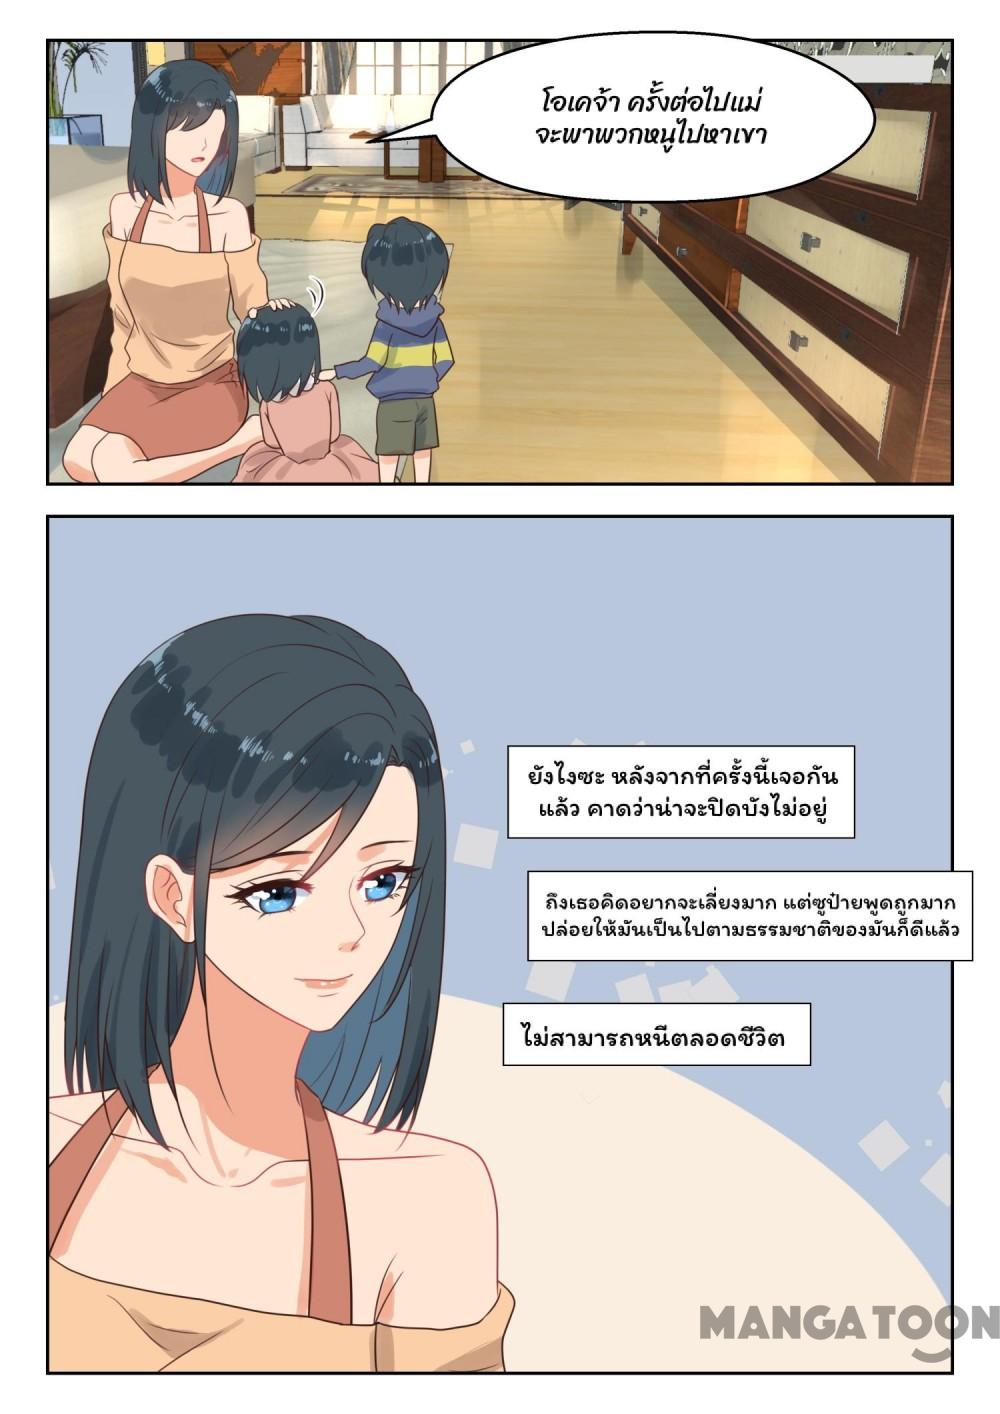 โอเคจ้า ครั้งต่อไปแม่
จะพาพวกหนูไปหาเขา
ยังไงซะ หลังจากที่ครั้งนี้เจอกัน
แล้ว คาดว่าน่าจะปิดบังไม่อยู่
ถึงเธอคิดอยากจะเลี่ยงมาก แต่ซูป๋ายพูดถูกมาก
ปล่อยให้มันเป็นไปตามธรรมชาติของมันก็ดีแล้ว
ไม่สามารถหนีตลอดชีวิต
MANGATOON